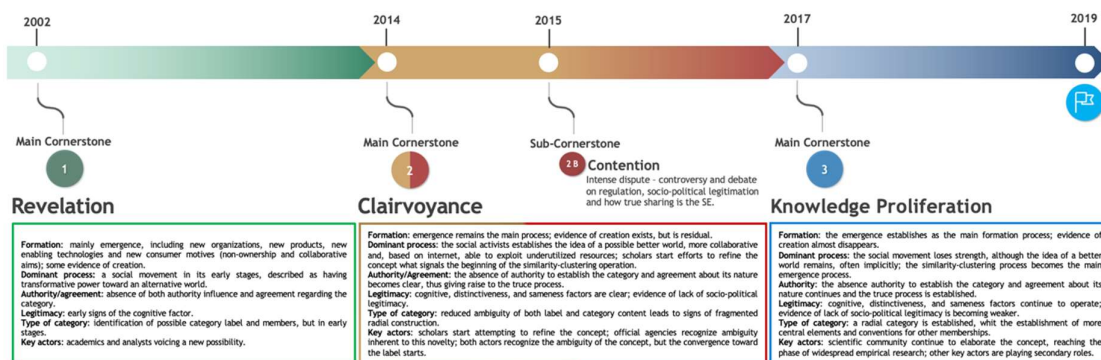 2002
2014
2015
2017
2019
Main Cornerstone
1
Revelation
Formation: mainly emergence, including new organizations, new products, new
enabling technologies and new consumer motives (non-ownership and collaborative
aims); some evidence of creation.
Dominant process: a social movement in its early stages, described as having
transformative power toward an alternative world.
Authority/agreement: absence of both authority influence and agreement regarding the
category.
Legitimacy: early signs of the cognitive factor.
Type of category: identification of possible category label and members, but in early
stages.
Key actors: academics and analysts voicing a new possibility.
Main Cornerstone
2
Clairvoyance
Sub-Cornerstone
2 B
Contention
Intense dispute - controversy and debate
on regulation, socio-political legitimation
and how true sharing is the SE.
Formation: emergence remains the main process; evidence of creation exists, but is residual.
Dominant process: the social activists establishes the idea of a possible better world, more collaborative
and, based on internet, able to exploit underutilized resources; scholars start efforts to refine the
concept what signals the beginning of the similarity-clustering operation.
Authority/Agreement: the absence of authority to establish the category and agreement about its nature
becomes clear, thus giving raise to the truce process.
Legitimacy: cognitive, distinctiveness, and sameness factors are clear; evidence of lack of socio-political
legitimacy.
Type of category: reduced ambiguity of both label and category content leads to signs of fragmented
radial construction.
Key actors: scholars start attempting to refine the concept; official agencies recognize ambiguity
inherent to this novelty; both actors recognize the ambiguity of the concept, but the convergence toward
the label starts.
Main Cornerstone
3
Knowledge Proliferation
Formation: the emergence establishes as the main formation process; evidence of
creation almost disappears.
Dominant process: the social movement loses strength, although the idea of a better
world remains, often implicitly; the similarity-clustering process becomes the main
emergence process.
Authority: the absence authority to establish the category and agreement about its
nature continues and the truce process is established.
Legitimacy: cognitive, distinctiveness, and sameness factors continue to operate;
evidence of lack of socio-political legitimacy is becoming weaker.
Type of category: a radial category is established, whit the establishment of more
central elements and conventions for other memberships.
Key actors: scientific community continue to elaborate the concept, reaching the
phase of widespread empirical research; other key actors are playing secondary roles.